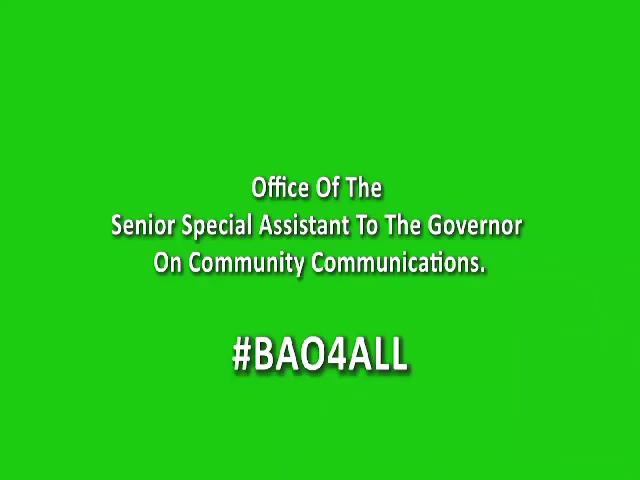 Office Of The
Senior Special Assistant To The Governor
On Community Communications.
#BAO4ALL